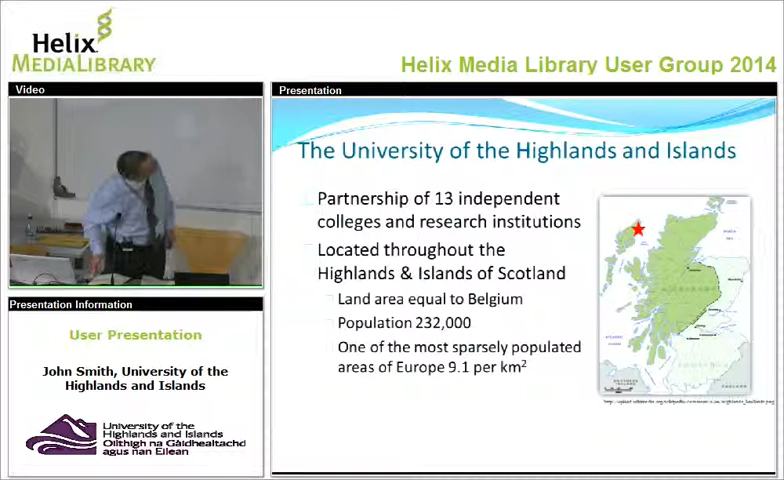 Helix
MEDIALIBRARY
Helix Media Library User Group 2014
Video
Presentation
The University of the Highlands and Islands
Partnership of 13 independent
colleges and research institutions
Located throughout the
Highlands & Islands of Scotland
Land area equal to Belgium
Population 232,000
One of the most sparsely populated
areas of Europe 9.1 per km²
Presentation Information
User Presentation
John Smith, University of the
Highlands and Islands
University of the
Highlands and Islands
Oilthigh na Gàidhealtachd
agus nan Eilean